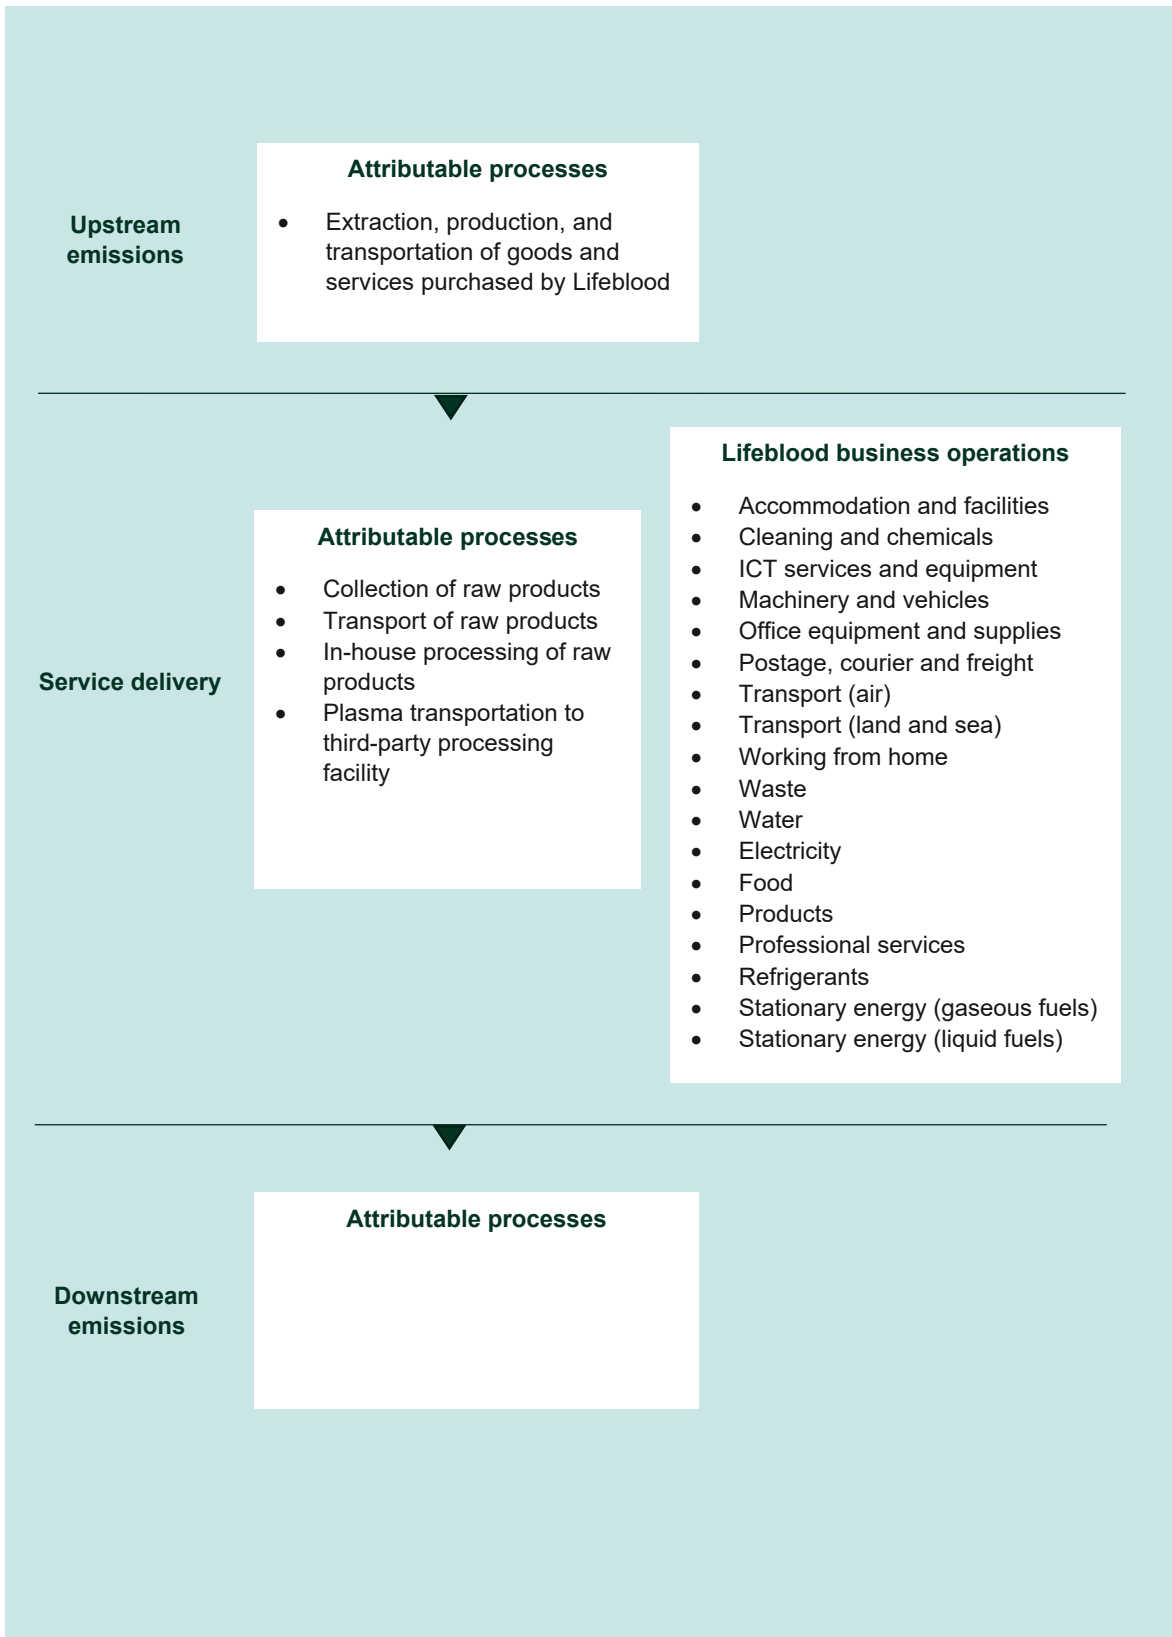 Upstream
emissions
Attributable processes
• Extraction, production, and
transportation of goods and
services purchased by Lifeblood
Service delivery
Attributable processes
• Collection of raw products
• Transport of raw products
• In-house processing of raw
products
• Plasma transportation to
third-party processing
facility
Lifeblood business operations
• Accommodation and facilities
• Cleaning and chemicals
• ICT services and equipment
• Machinery and vehicles
• Office equipment and supplies
• Postage, courier and freight
• Transport (air)
• Transport (land and sea)
• Working from home
• Waste
• Water
• Electricity
• Food
• Products
• Professional services
• Refrigerants
• Stationary energy (gaseous fuels)
• Stationary energy (liquid fuels)
Downstream
emissions
Attributable processes